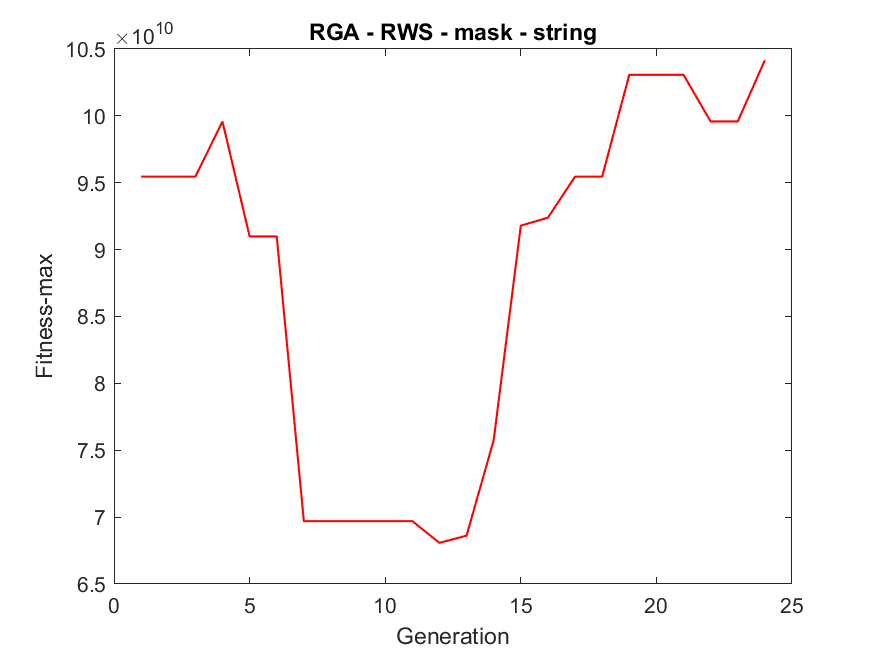 RGA - RWS - mask - string
×10^10
10.5
10
9.5
9
8.5
8
7.5
7
6.5
Fitness-max
0 5 10 15 20 25
Generation